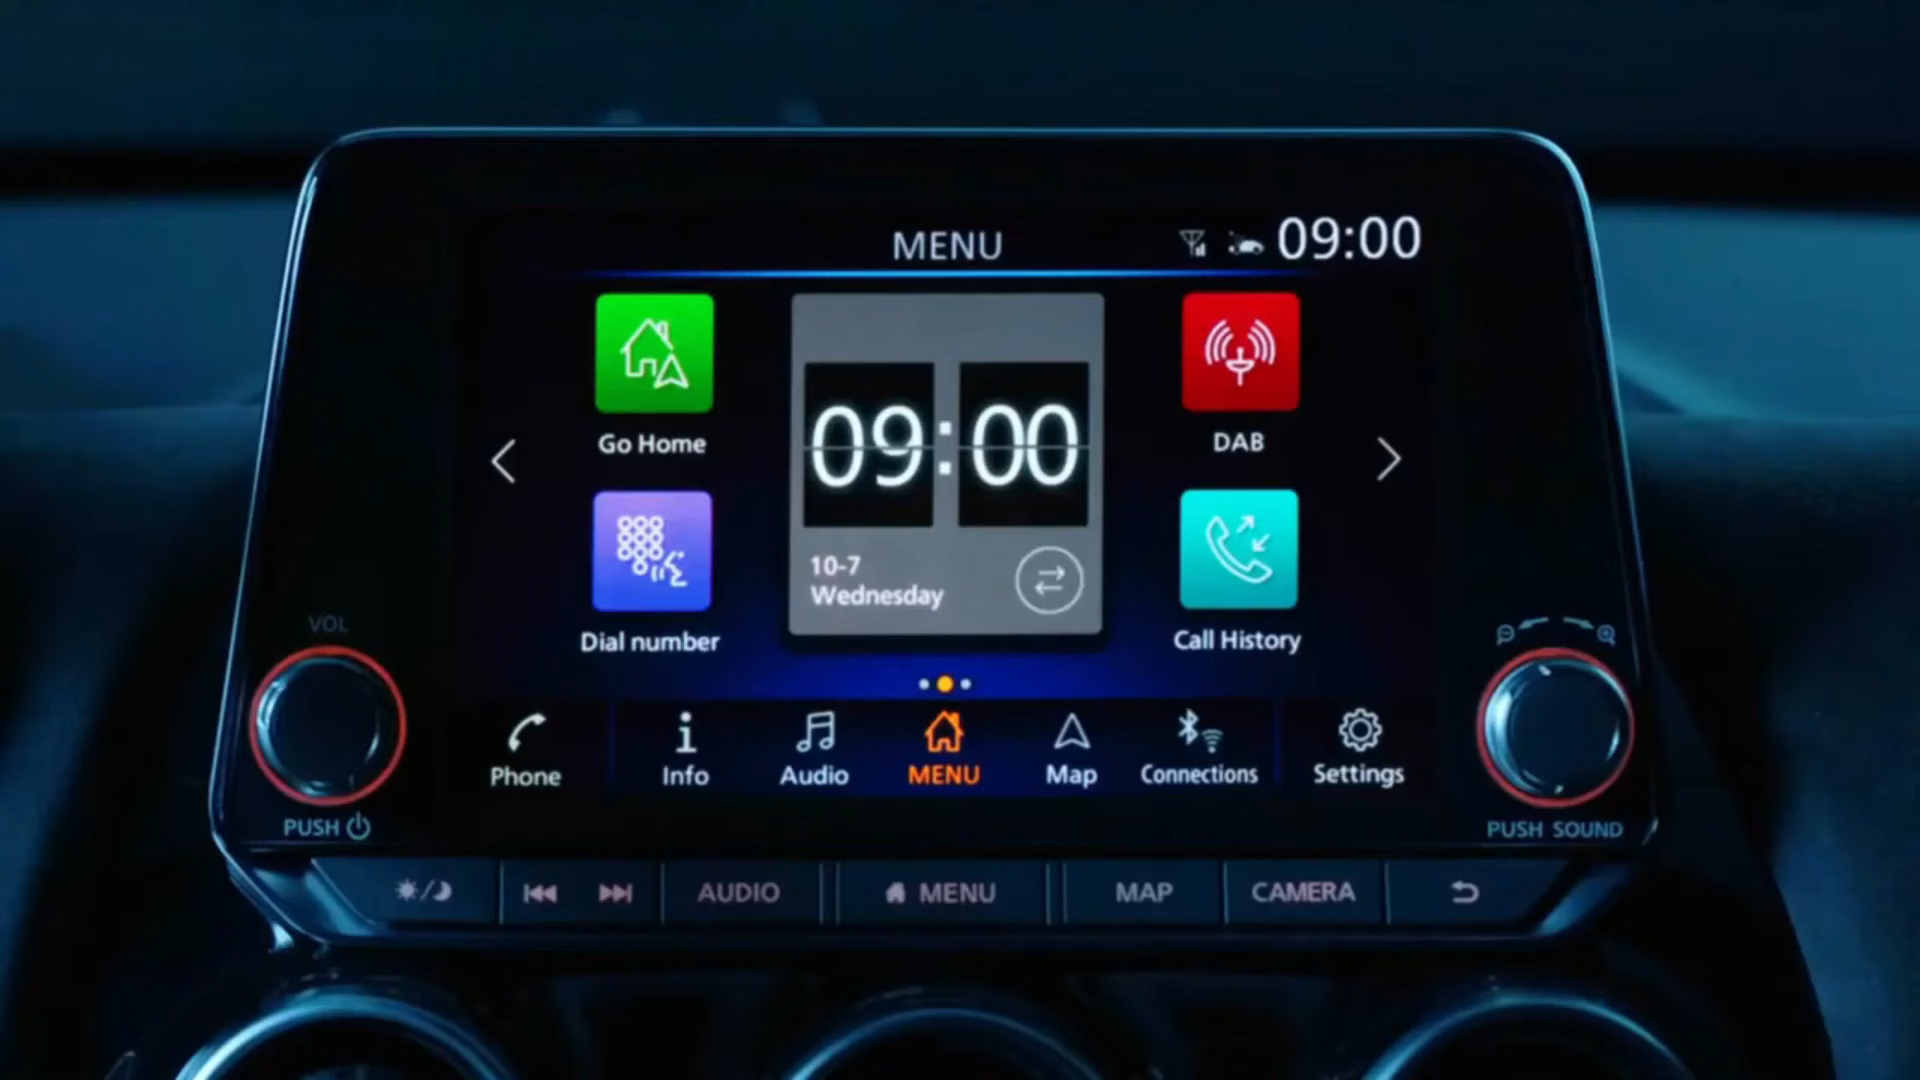 MENU
09:00
Go Home
DAB
09:00
10-7
Wednesday
Dial number
Call History
VOL
Phone
Info
Audio
MENU
Map
Connections
Settings
PUSH
PUSH SOUND
AUDIO
MENU
MAP
CAMERA